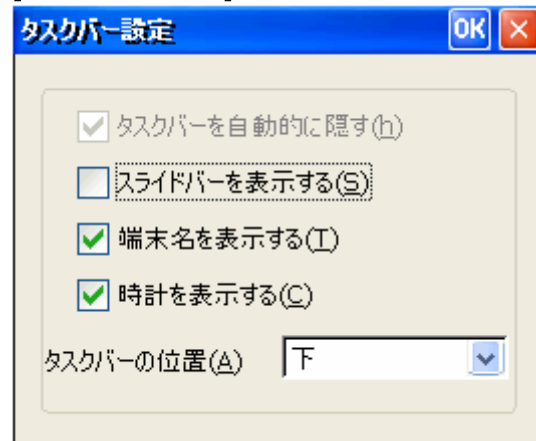 タスクバー設定 OK
タスクバーを自動的に隠す(h)
スライドバーを表示する(S)
端末名を表示する(T)
時計を表示する(C)
タスクバーの位置(A) 下